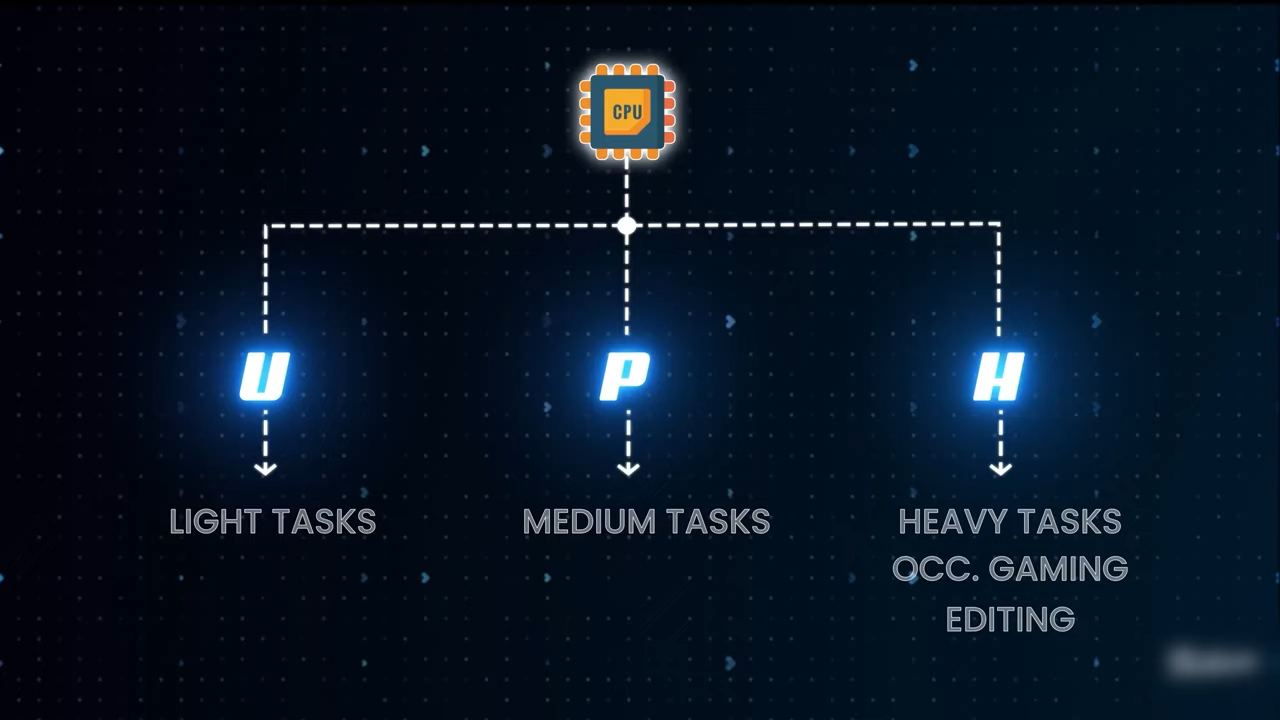 CPU
U
P
H
LIGHT TASKS
MEDIUM TASKS
HEAVY TASKS
OCC. GAMING
EDITING